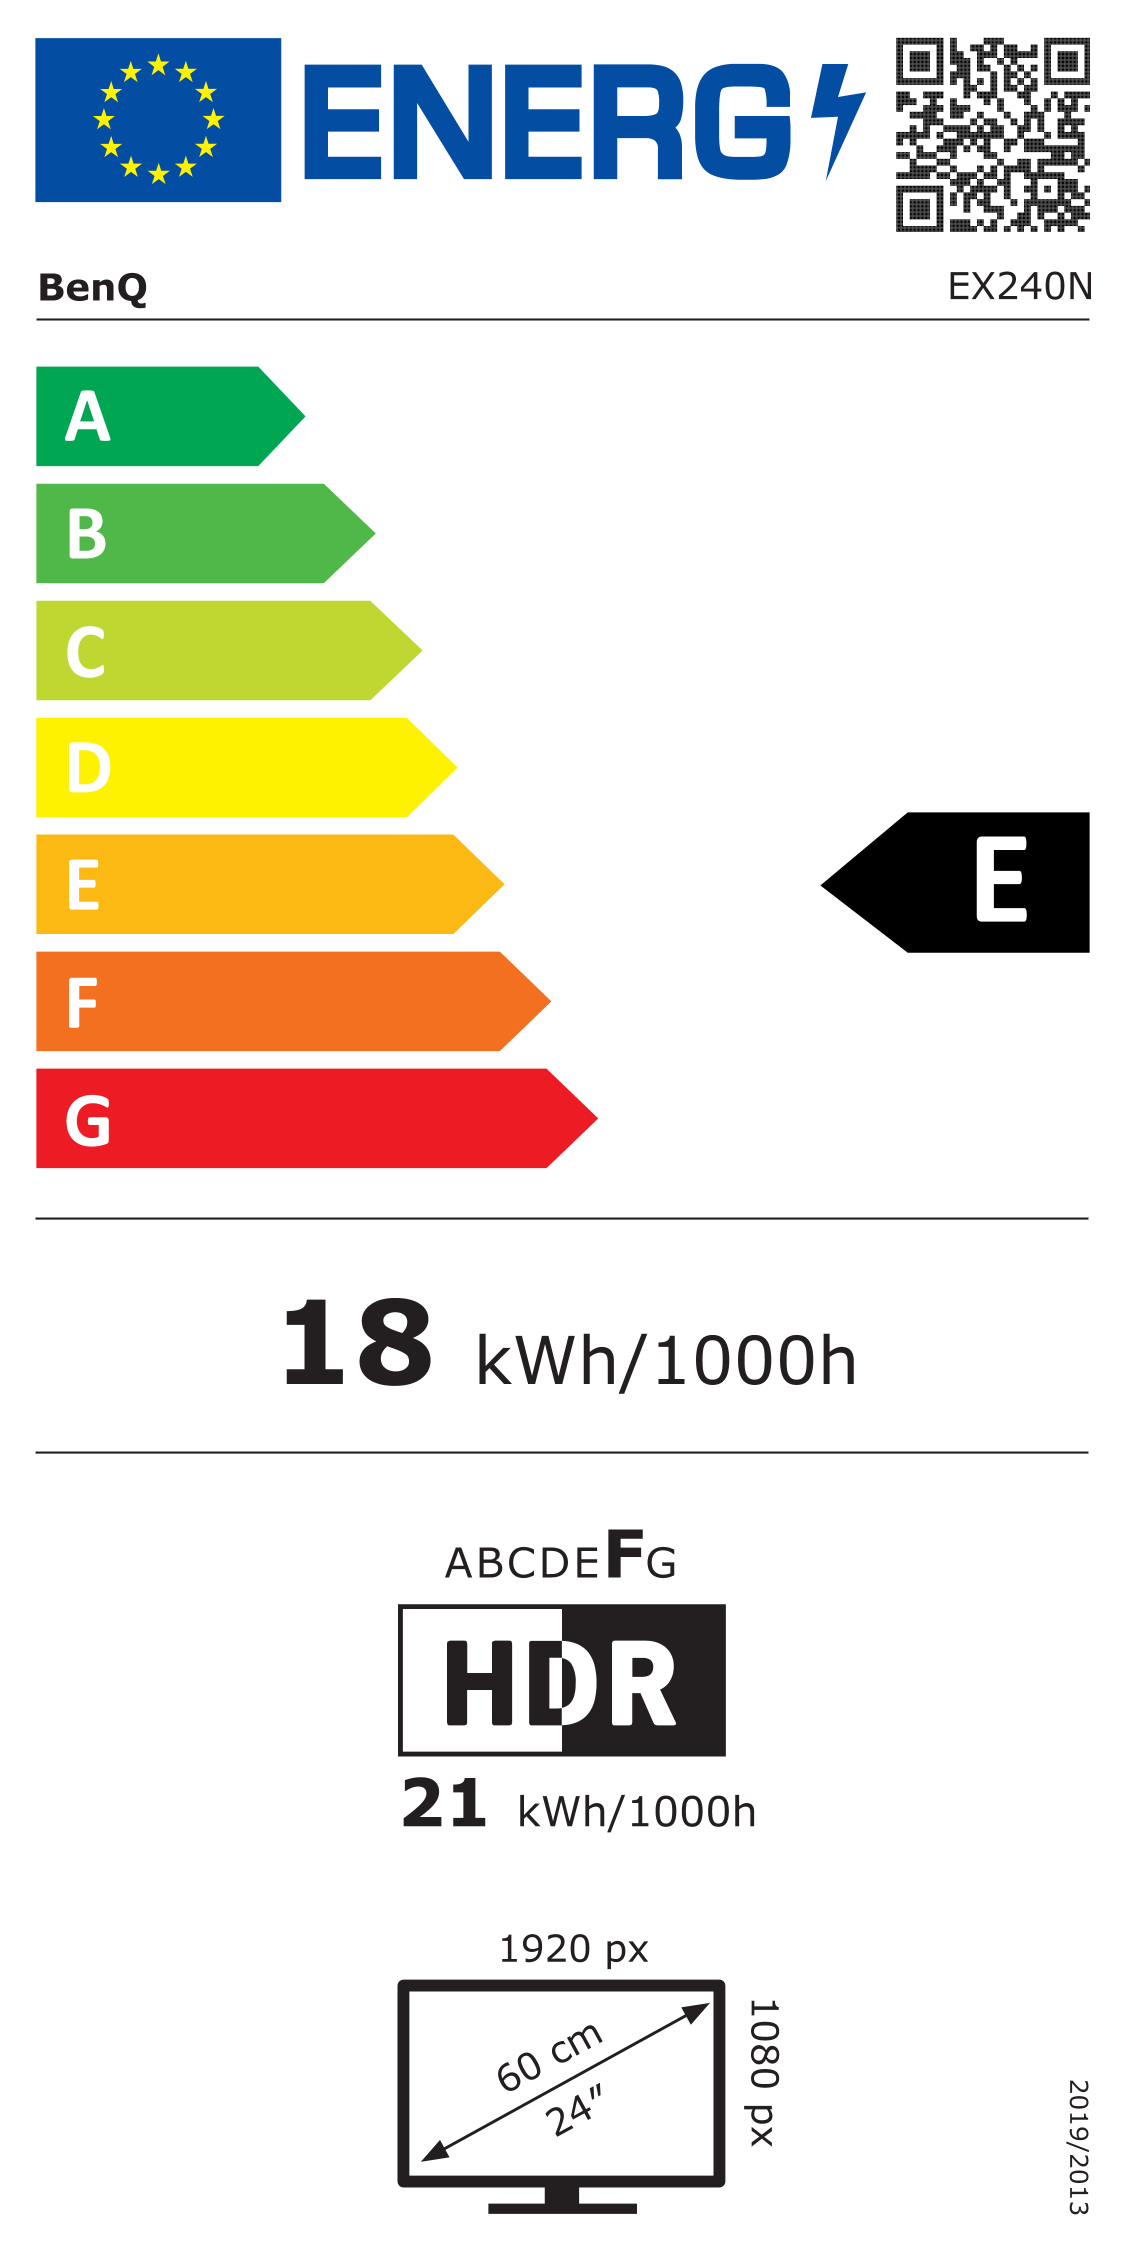 ENERG
BenQ
EX240N
A
B
C
D
E
E
F
G
18 kWh/1000h
ABCDEFG
HDR
21 kWh/1000h
1920 px
60 cm
24"
1080 px
2019/2013